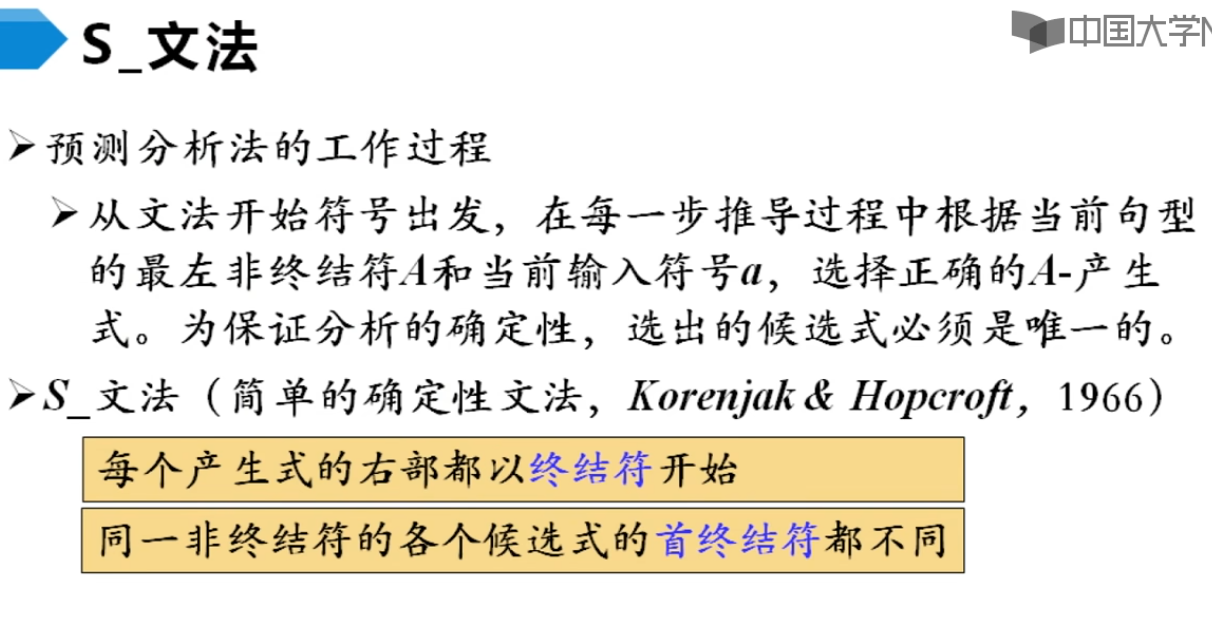 S_文法
中国大学
预测分析法的工作过程
从文法开始符号出发，在每一步推导过程中根据当前句型
的最左非终结符A和当前输入符号a，选择正确的A-产生
式。为保证分析的确定性，选出的候选式必须是唯一的。
S_文法（简单的确定性文法，Korenjak & Hopcroft，1966）
每个产生式的右部都以终结符开始
同一非终结符的各个候选式的首终结符都不同